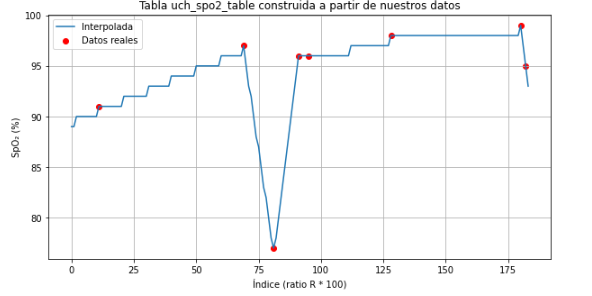 Tabla uch_spo2_table construida a partir de nuestros datos
Interpolada
Datos reales
SpO₂ (%)
100
95
90
85
80
0
25
50
75
100
125
150
175
Índice (ratio R * 100)